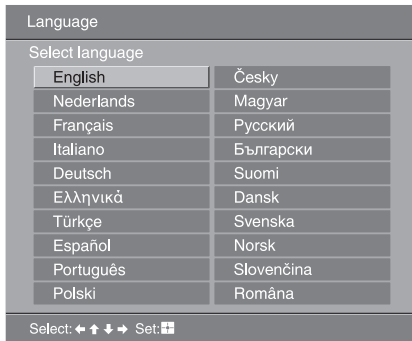 Language
Select language
English
Česky
Nederlands
Magyar
Français
Русский
Italiano
Български
Deutsch
Suomi
Ελληνικά
Dansk
Türkçe
Svenska
Español
Norsk
Português
Slovenčina
Polski
Româna
Select: ←↑↓→ Set: